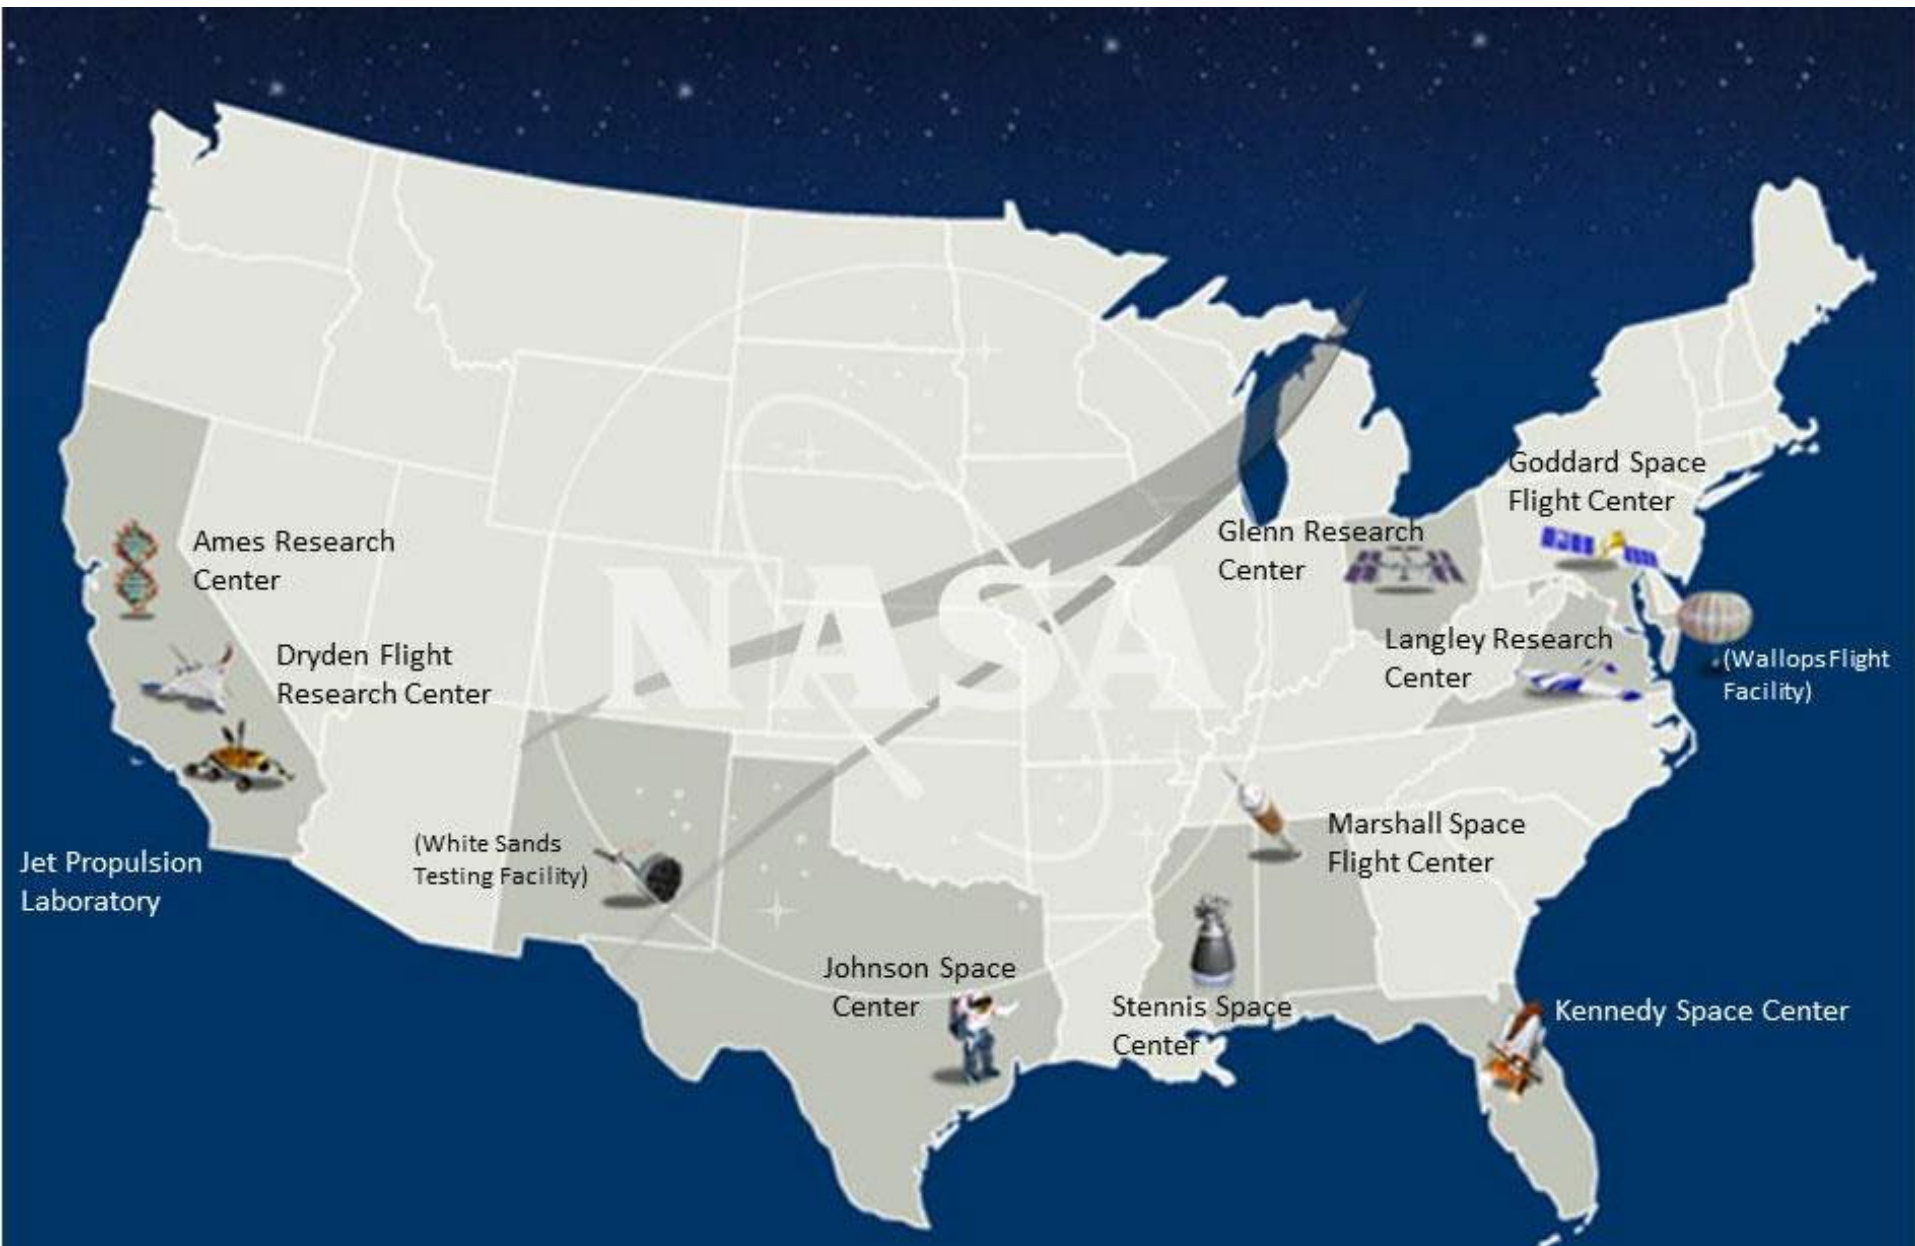 Goddard Space
Flight Center
Glenn Research
Center
Ames Research
Center
Langley Research
Center
Dryden Flight
Research Center
(Wallops Flight
Facility)
NASA
Marshall Space
Flight Center
(White Sands
Testing Facility)
Jet Propulsion
Laboratory
Johnson Space
Center
Stennis Space
Center
Kennedy Space Center